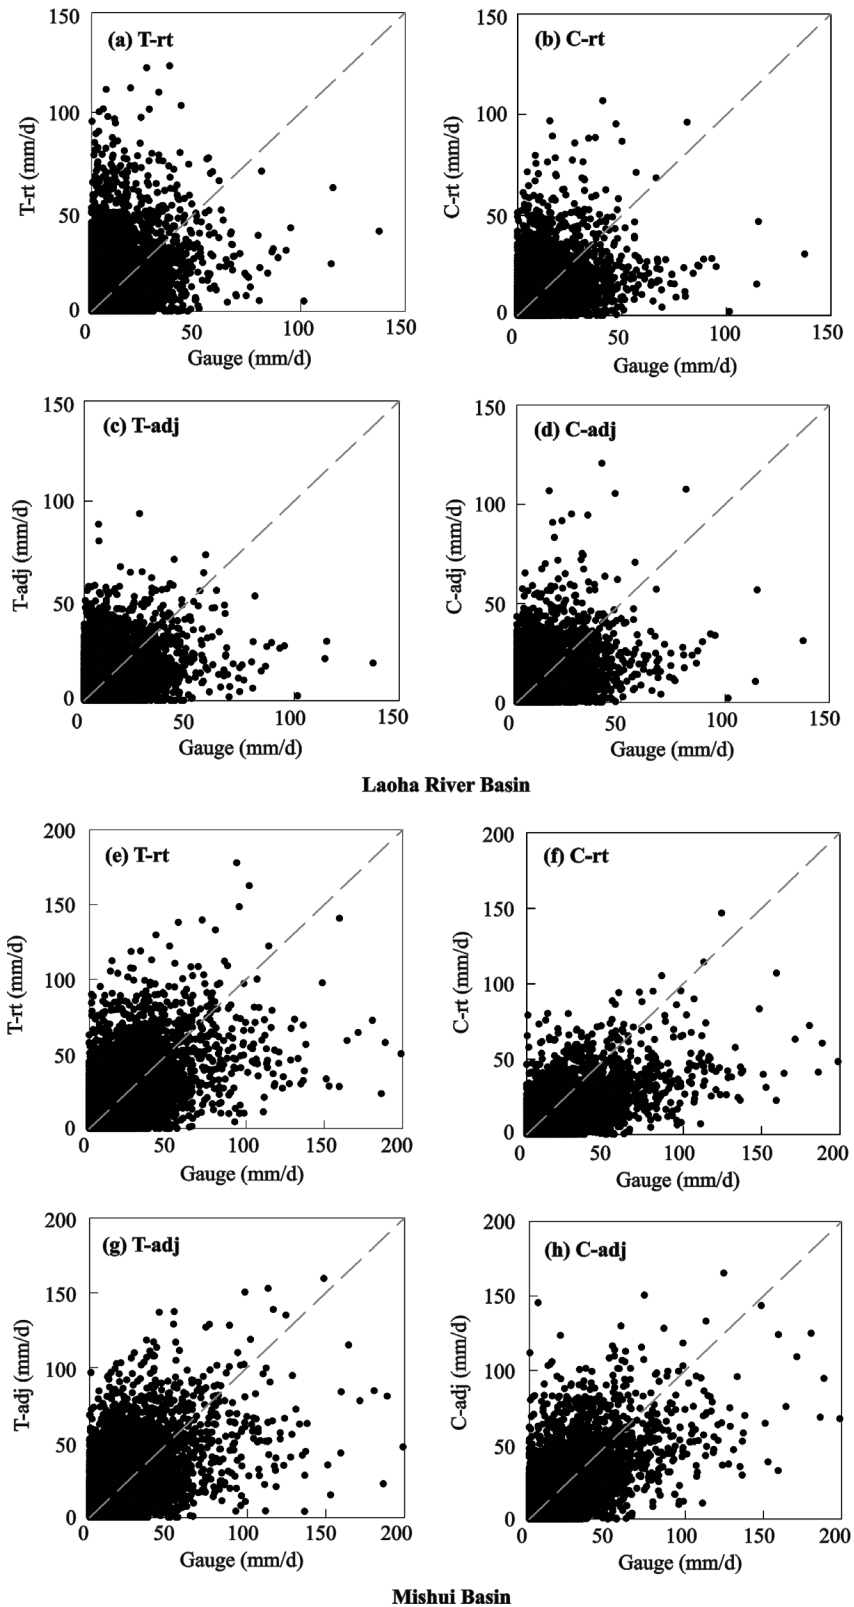 150
(a) T-rt
100
T-rt (mm/d)
50
0
0
50
100
150
Gauge (mm/d)
150
(b) C-rt
100
C-rt (mm/d)
50
0
0
50
100
150
Gauge (mm/d)
150
(c) T-adj
100
T-adj (mm/d)
50
0
0
50
100
150
Gauge (mm/d)
150
(d) C-adj
100
C-adj (mm/d)
50
0
0
50
100
150
Gauge (mm/d)
Laoha River Basin
200
(e) T-rt
150
T-rt (mm/d)
100
50
0
0
50
100
150
200
Gauge (mm/d)
200
(f) C-rt
150
C-rt (mm/d)
100
50
0
0
50
100
150
200
Gauge (mm/d)
200
(g) T-adj
150
T-adj (mm/d)
100
50
0
0
50
100
150
200
Gauge (mm/d)
200
(h) C-adj
150
C-adj (mm/d)
100
50
0
0
50
100
150
200
Gauge (mm/d)
Mishui Basin